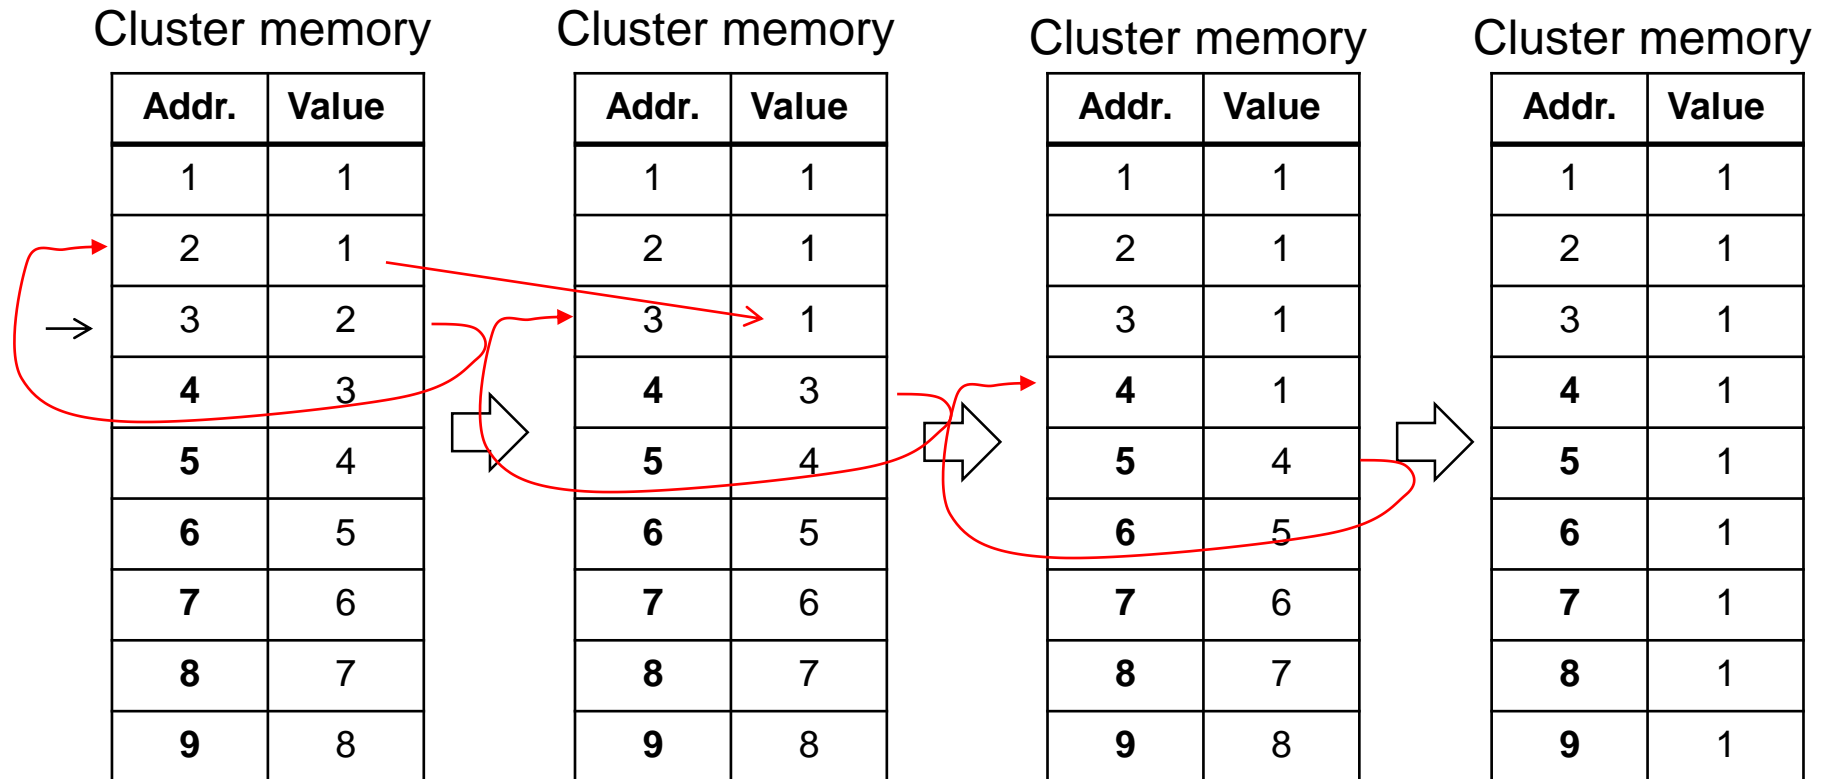 Cluster memory Cluster memory Cluster memory Cluster memory
Addr. Value Addr. Value Addr. Value Addr. Value
1 1 1 1 1 1 1 1
2 1 2 1 2 1 2 1
3 2 3 1 3 1 3 1
4 3 4 3 4 1 4 1
5 4 5 4 5 4 5 1
6 5 6 5 6 5 6 1
7 6 7 6 7 6 7 1
8 7 8 7 8 7 8 1
9 8 9 8 9 8 9 1